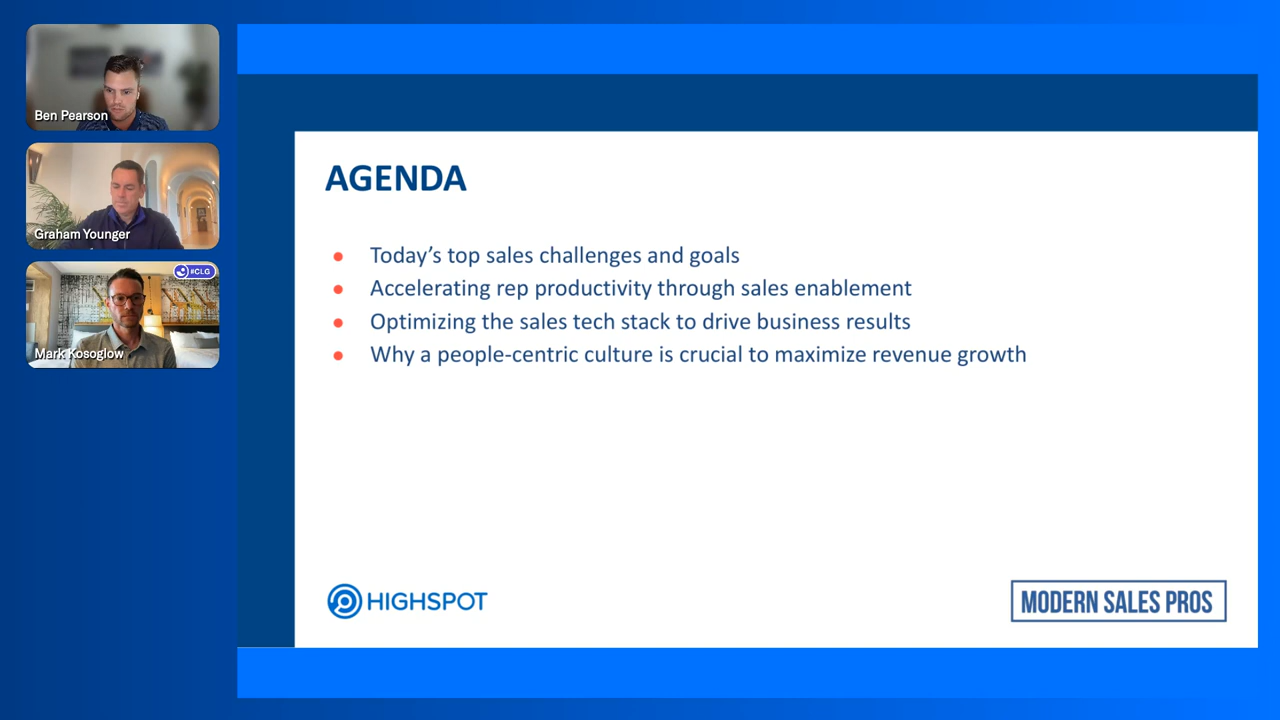 Ben Pearson
Graham Younger
#CLG
Mark Kosoglow
AGENDA
● Today’s top sales challenges and goals
● Accelerating rep productivity through sales enablement
● Optimizing the sales tech stack to drive business results
● Why a people-centric culture is crucial to maximize revenue growth
HIGHSPOT
MODERN SALES PROS